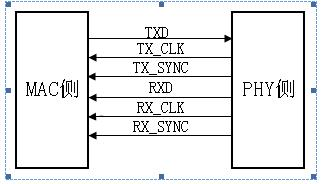 TXD
TX_CLK
TX_SYNC
MAC侧
RXD
PHY侧
RX_CLK
RX_SYNC